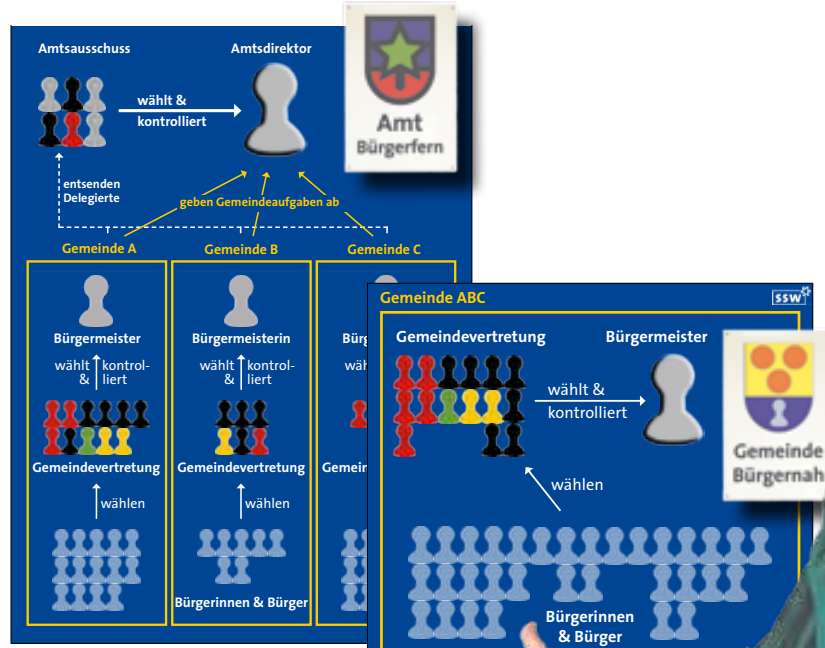 Amtsausschuss
Amtsdirektor
wählt &
kontrolliert
Amt
Bürgerfern
entsenden
Delegierte
geben Gemeindeaufgaben ab
Gemeinde A
Gemeinde B
Gemeinde C
Bürgermeister
wählt kontrol-
& liert
Gemeindevertretung
wählen
Bürgermeisterin
wählt kontrol-
& liert
Gemeindevertretung
wählen
Bürgerinnen & Bürger
Gemeinde ABC
SSW
Gemeindevertretung
Bürgermeister
wählt &
kontrolliert
Gemeinde
Bürgernah
wählen
Bürgerinnen
& Bürger